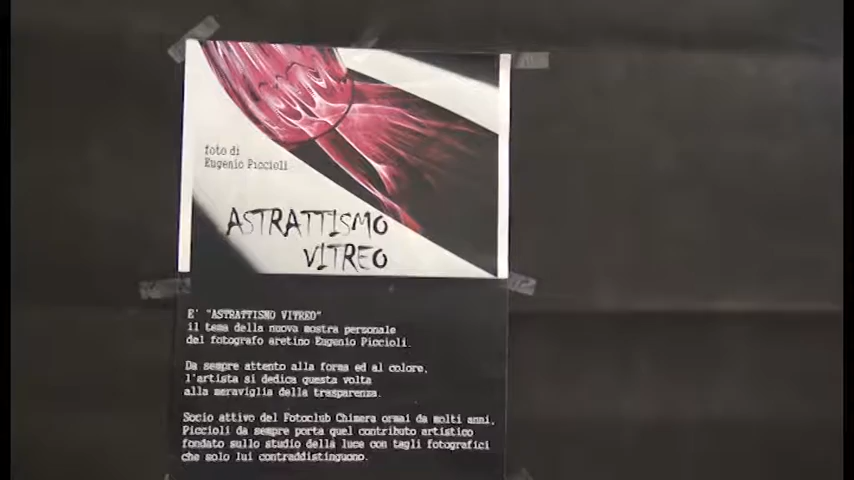 foto di
Eugenio Piccioli
ASTRATTISMO
VITREO
E' "ASTRATTISMO VITREO"
il tema della nuova mostra personale
del fotografo aretino Eugenio Piccioli.
Da sempre attento alla forma ed al colore,
l'artista si dedica questa volta
alla meraviglia della trasparenza.
Socio attivo del Fotoclub Chimera ormai da molti anni,
Piccioli da sempre porta quel contributo artistico
fondato sullo studio della luce con tagli fotografici
che solo lui contraddistinguono.